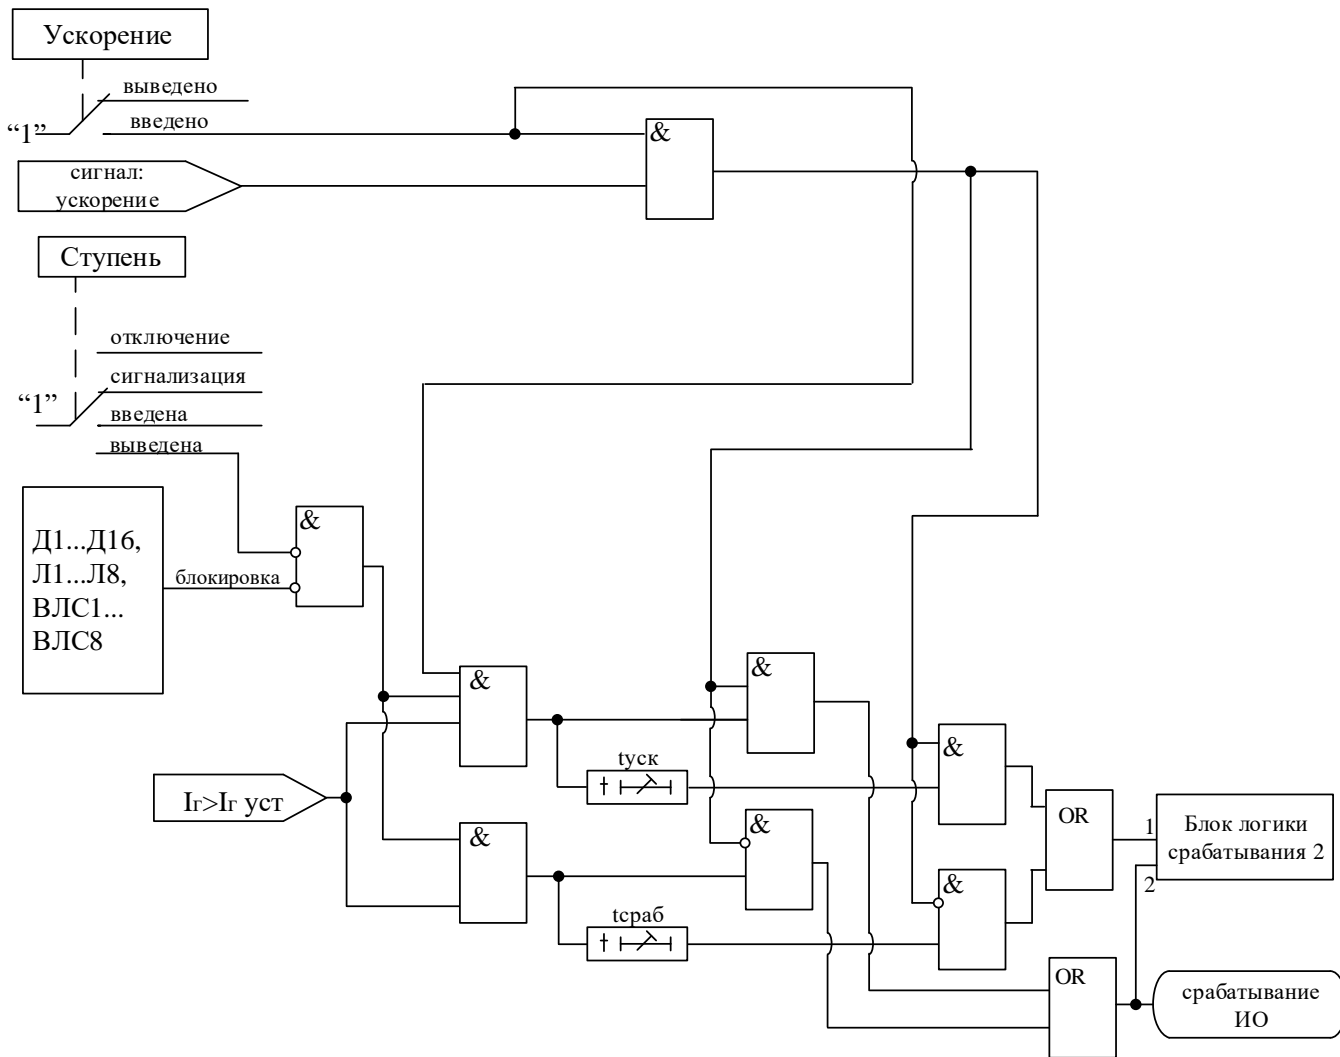 Ускорение
выведено
“1”
введено
&
сигнал:
ускорение
Ступень
отключение
сигнализация
“1”
введена
выведена
&
Д1...Д16,
Л1...Л8,
ВЛС1...
ВЛС8
блокировка
&
&
&
tуск
Iг>Iг уст
OR
1
Блок логики
срабатывания 2
&
&
2
&
tсраб
OR
срабатывание
ИО